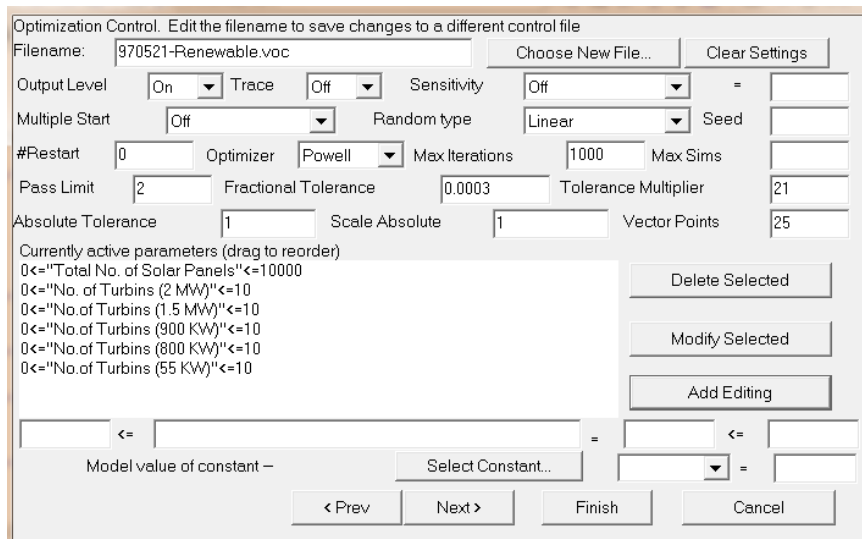 Optimization Control. Edit the filename to save changes to a different control file
Filename: 970521-Renewable.voc Choose New File... Clear Settings
Output Level On Trace Off Sensitivity Off =
Multiple Start Off Random type Linear Seed
#Restart 0 Optimizer Powell Max Iterations 1000 Max Sims
Pass Limit 2 Fractional Tolerance 0.0003 Tolerance Multiplier 21
Absolute Tolerance 1 Scale Absolute 1 Vector Points 25
Currently active parameters (drag to reorder)
0<="Total No. of Solar Panels"<=10000
0<="No. of Turbins (2 MW)"<=10
0<="No.of Turbins (1.5 MW)"<=10
0<="No.of Turbins (900 KW)"<=10
0<="No.of Turbins (800 KW)"<=10
0<="No.of Turbins (55 KW)"<=10
Delete Selected
Modify Selected
Add Editing
<= = <=
Model value of constant – Select Constant... =
< Prev Next > Finish Cancel